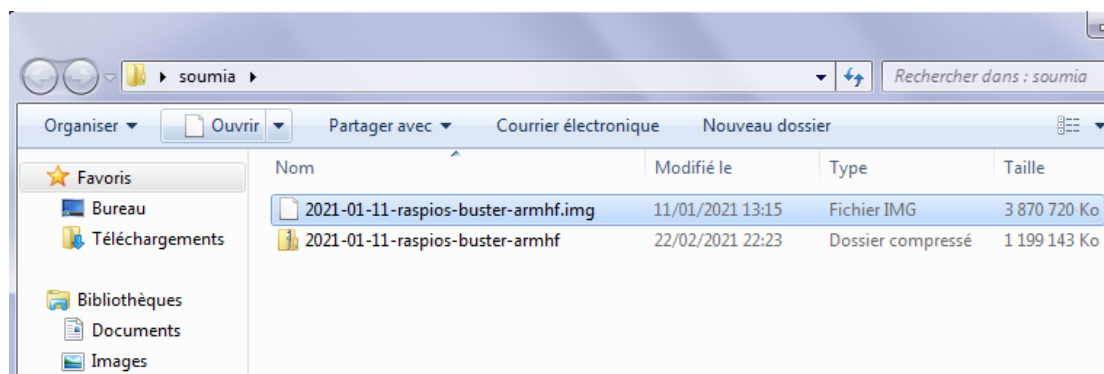 soumia
Rechercher dans : soumia
Organiser Ouvrir Partager avec Courrier électronique Nouveau dossier
Favoris
Bureau
Téléchargements
Bibliothèques
Documents
Images
Nom Modifié le Type Taille
2021-01-11-raspios-buster-armhf.img 11/01/2021 13:15 Fichier IMG 3 870 720 Ko
2021-01-11-raspios-buster-armhf 22/02/2021 22:23 Dossier compressé 1 199 143 Ko